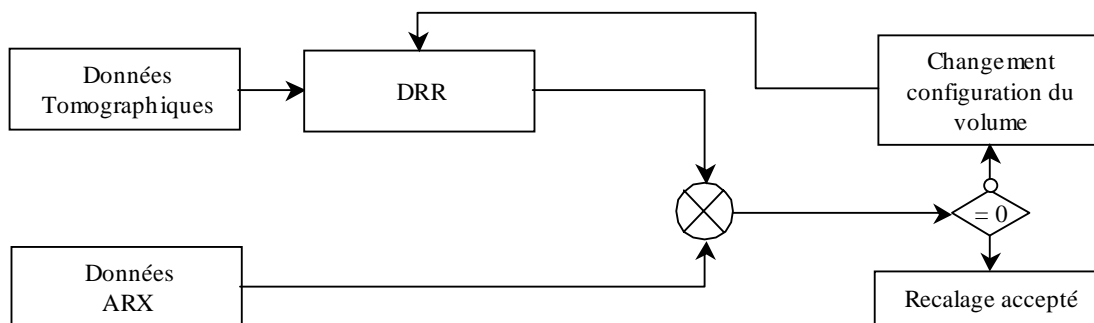 Données
Tomographiques
DRR
Changement
configuration du
volume
= 0
Données
ARX
Recalage accepté